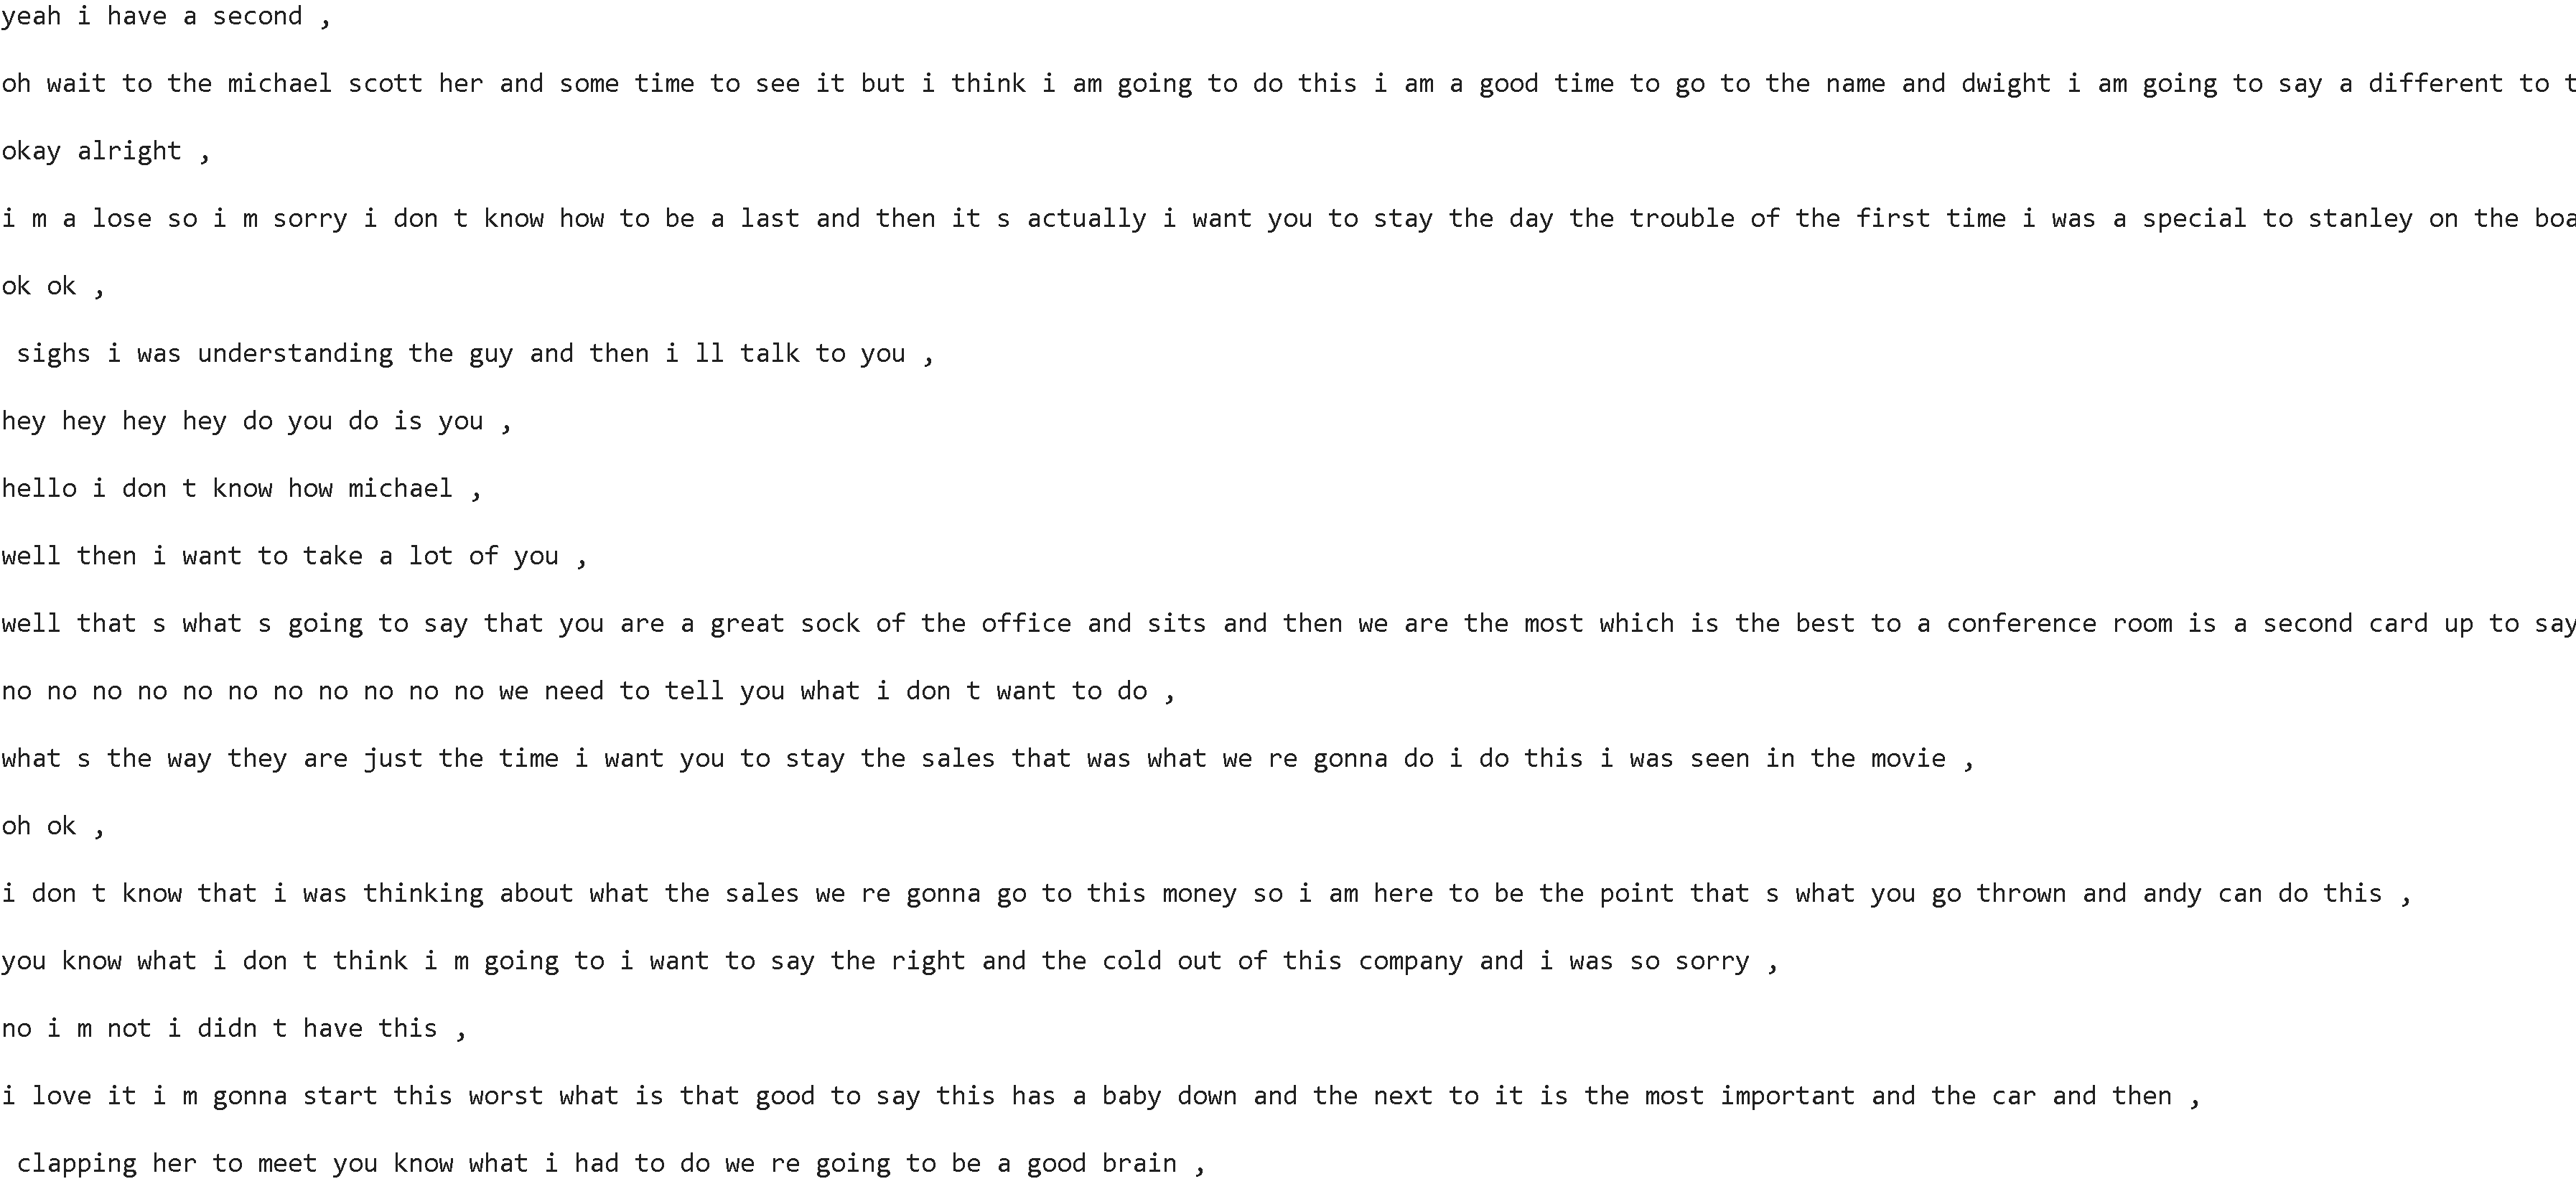 yeah i have a second ,
oh wait to the michael scott her and some time to see it but i think i am going to do this i am a good time to go to the name and dwight i am going to say a different to
okay alright ,
i m a lose so i m sorry i don t know how to be a last and then it s actually i want you to stay the day the trouble of the first time i was a special to stanley on the
ok ok ,
sighs i was understanding the guy and then i ll talk to you ,
hey hey hey hey do you do is you ,
hello i don t know how michael ,
well then i want to take a lot of you ,
well that s what s going to say that you are a great sock of the office and sits and then we are the most which is the best to a conference room is a second card up to say
no no no no no no no no no no no we need to tell you what i don t want to do ,
what s the way they are just the time i want you to stay the sales that was what we re gonna do i do this i was seen in the movie ,
oh ok ,
i don t know that i was thinking about what the sales we re gonna go to this money so i am here to be the point that s what you go thrown and andy can do this ,
you know what i don t think i m going to i want to say the right and the cold out of this company and i was so sorry ,
no i m not i didn t have this ,
i love it i m gonna start this worst what is that good to say this has a baby down and the next to it is the most important and the car and then ,
clapping her to meet you know what i had to do we re going to be a good brain ,